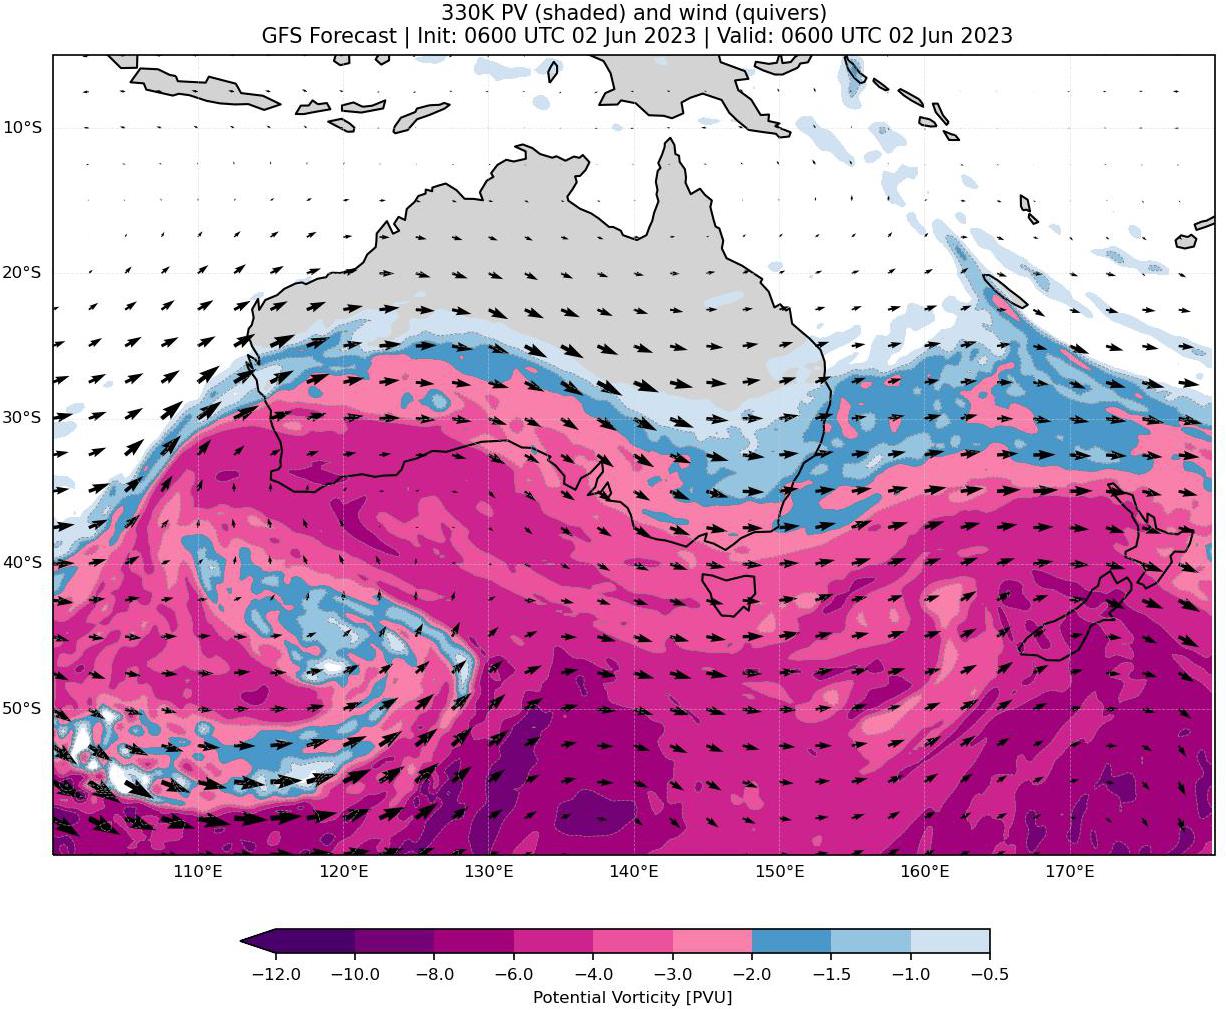 330K PV (shaded) and wind (quivers)
GFS Forecast | Init: 0600 UTC 02 Jun 2023 | Valid: 0600 UTC 02 Jun 2023
10°S
20°S
30°S
40°S
50°S
110°E 120°E 130°E 140°E 150°E 160°E 170°E
−12.0 −10.0 −8.0 −6.0 −4.0 −3.0 −2.0 −1.5 −1.0 −0.5
Potential Vorticity [PVU]